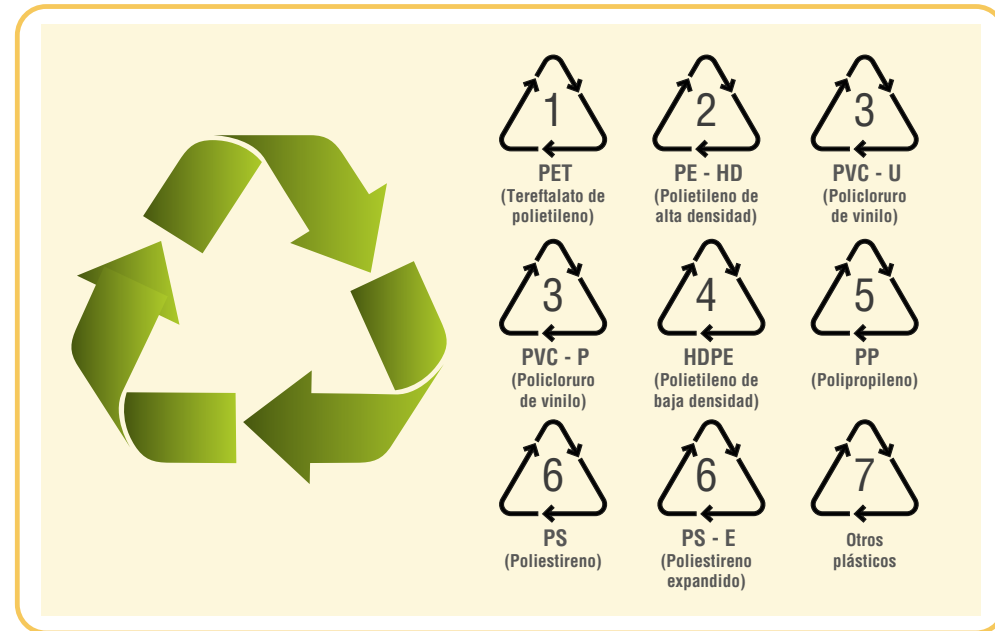 1
PET
(Tereftalato de
polietileno)
2
PE - HD
(Polietileno de
alta densidad)
3
PVC - U
(Policloruro
de vinilo)
3
PVC - P
(Policloruro
de vinilo)
4
HDPE
(Polietileno de
baja densidad)
5
PP
(Polipropileno)
6
PS
(Poliestireno)
6
PS - E
(Poliestireno
expandido)
7
Otros
plásticos